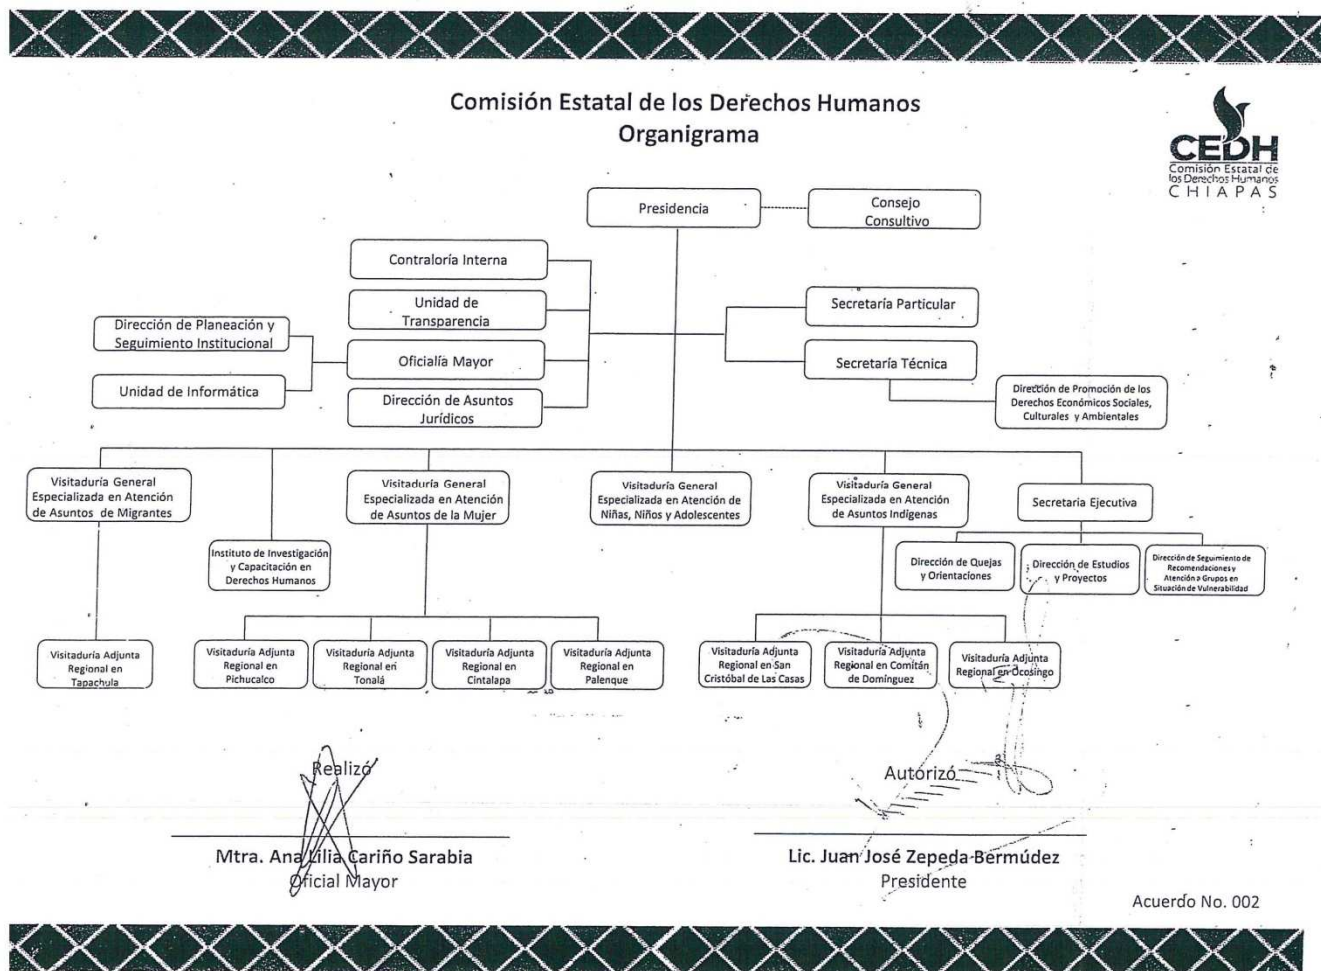 Comisión Estatal de los Derechos Humanos
Organigrama
CEDH
Comisión Estatal de
los Derechos Humanos
CHIAPAS
Presidencia
Consejo
Consultivo
Contraloría Interna
Unidad de
Transparencia
Secretaría Particular
Dirección de Planeación y
Seguimiento Institucional
Oficialía Mayor
Secretaría Técnica
Unidad de Informática
Dirección de Asuntos
Jurídicos
Dirección de Promoción de los
Derechos Económicos Sociales,
Culturales y Ambientales
Visitaduría General
Especializada en Atención
de Asuntos de Migrantes
Visitaduría General
Especializada en Atención
de Asuntos de la Mujer
Visitaduría General
Especializada en Atención de
Niñas, Niños y Adolescentes
Visitaduría General
Especializada en Atención
de Asuntos Indígenas
Secretaria Ejecutiva
Instituto de Investigación
y Capacitación en
Derechos Humanos
Dirección de Quejas
y Orientaciones
Dirección de Estudios
y Proyectos
Dirección de Seguimiento de
Recomendaciones y
Atención a Grupos en
Situación de Vulnerabilidad
Visitaduría Adjunta
Regional en
Tapachula
Visitaduría Adjunta
Regional en
Pichucalco
Visitaduría Adjunta
Regional en
Tonalá
Visitaduría Adjunta
Regional en
Cintalapa
Visitaduría Adjunta
Regional en
Palenque
Visitaduría Adjunta
Regional en San
Cristóbal de Las Casas
Visitaduría Adjunta
Regional en Comitán
de Domínguez
Visitaduría Adjunta
Regional en Ocosingo
Realizó
Mtra. Ana Lilia Cariño Sarabia
Oficial Mayor
Autorizó
Lic. Juan José Zepeda Bermúdez
Presidente
Acuerdo No. 002